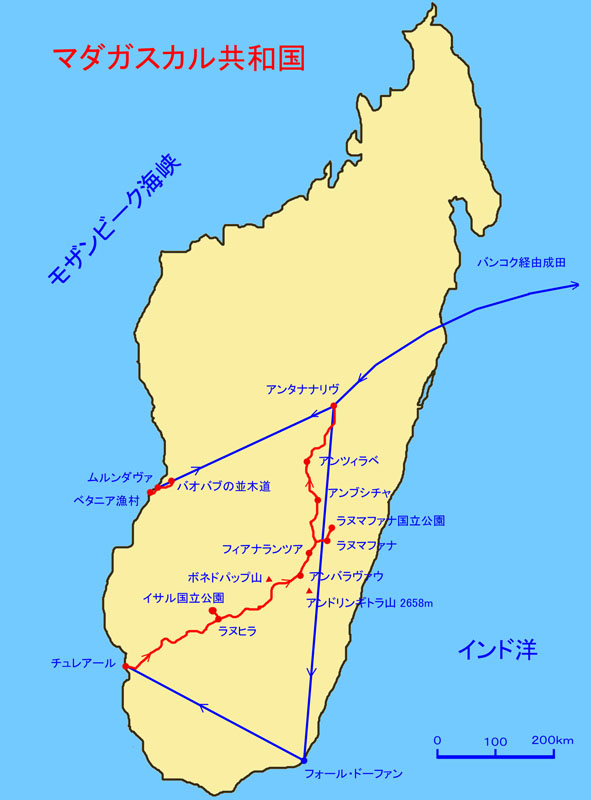 マダガスカル共和国
モザンビーク海峡
バンコク経由成田
アンタナナリヴ
アンツィラベ
ムルンダヴァ
バオバブの並木道
ベタニア漁村
アンブシチャ
ラヌマファナ国立公園
ラヌマファナ
フィアナランツア
ボネドパップ山
アンバラヴァウ
イサル国立公園
アンドリンギトラ山 2658m
ラヌヒラ
チュレアール
インド洋
0 100 200km
フォール・ドーファン